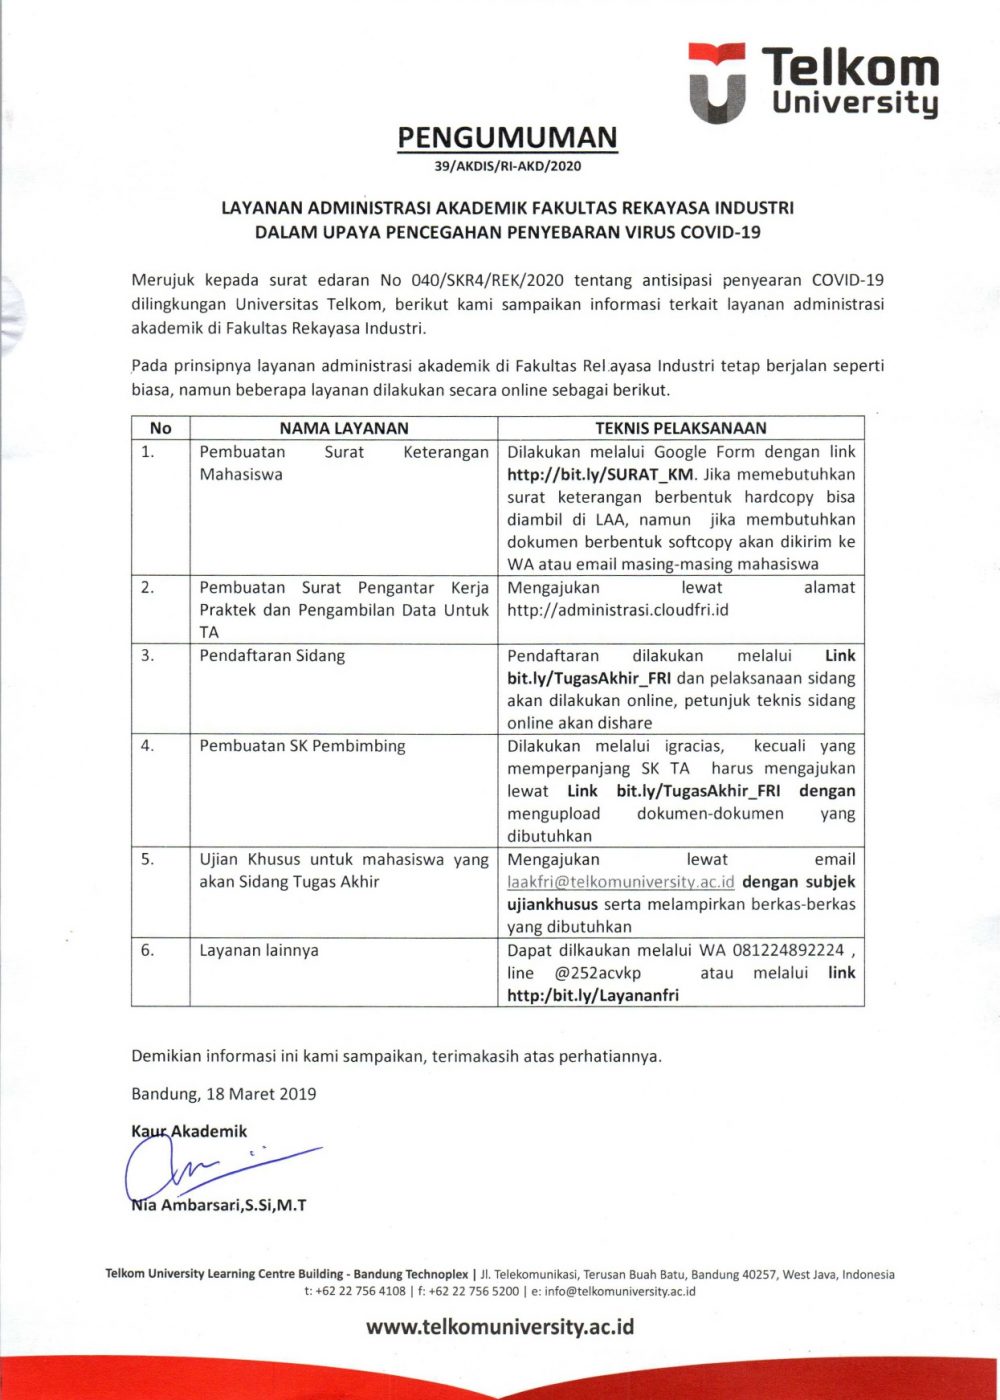 Telkom
University
PENGUMUMAN
39/AKDIS/RI-AKD/2020
LAYANAN ADMINISTRASI AKADEMIK FAKULTAS REKAYASA INDUSTRI
DALAM UPAYA PENCEGAHAN PENYEBARAN VIRUS COVID-19
Merujuk kepada surat edaran No 040/SKR4/REK/2020 tentang antisipasi penyearan COVID-19
dilingkungan Universitas Telkom, berikut kami sampaikan informasi terkait layanan administrasi
akademik di Fakultas Rekayasa Industri.
Pada prinsipnya layanan administrasi akademik di Fakultas Rekayasa Industri tetap berjalan seperti
biasa, namun beberapa layanan dilakukan secara online sebagai berikut.
No NAMA LAYANAN TEKNIS PELAKSANAAN
1. Pembuatan Surat Keterangan
Mahasiswa
Dilakukan melalui Google Form dengan link
http://bit.ly/SURAT_KM. Jika memebutuhkan
surat keterangan berbentuk hardcopy bisa
diambil di LAA, namun jika membutuhkan
dokumen berbentuk softcopy akan dikirim ke
WA atau email masing-masing mahasiswa
2. Pembuatan Surat Pengantar Kerja
Praktek dan Pengambilan Data Untuk
TA
Mengajukan lewat alamat
http://administrasi.cloudfri.id
3. Pendaftaran Sidang
Pendaftaran dilakukan melalui Link
bit.ly/TugasAkhir_FRI dan pelaksanaan sidang
akan dilakukan online, petunjuk teknis sidang
online akan dishare
4. Pembuatan SK Pembimbing
Dilakukan melalui igracias, kecuali yang
memperpanjang SK TA harus mengajukan
lewat Link bit.ly/TugasAkhir_FRI dengan
mengupload dokumen-dokumen yang
dibutuhkan
5. Ujian Khusus untuk mahasiswa yang
akan Sidang Tugas Akhir
Mengajukan lewat email
laakfri@telkomuniversity.ac.id dengan subjek
ujiankhusus serta melampirkan berkas-berkas
yang dibutuhkan
6. Layanan lainnya
Dapat dilkaukan melalui WA 081224892224 ,
line @252acvkp atau melalui link
http:/bit.ly/Layananfri
Demikian informasi ini kami sampaikan, terimakasih atas perhatiannya.
Bandung, 18 Maret 2019
Kaur Akademik
Nia Ambarsari,S.Si,M.T
Telkom University Learning Centre Building - Bandung Technoplex | Jl. Telekomunikasi, Terusan Buah Batu, Bandung 40257, West Java, Indonesia
t: +62 22 756 4108 | f: +62 22 756 5200 | e: info@telkomuniversity.ac.id
www.telkomuniversity.ac.id